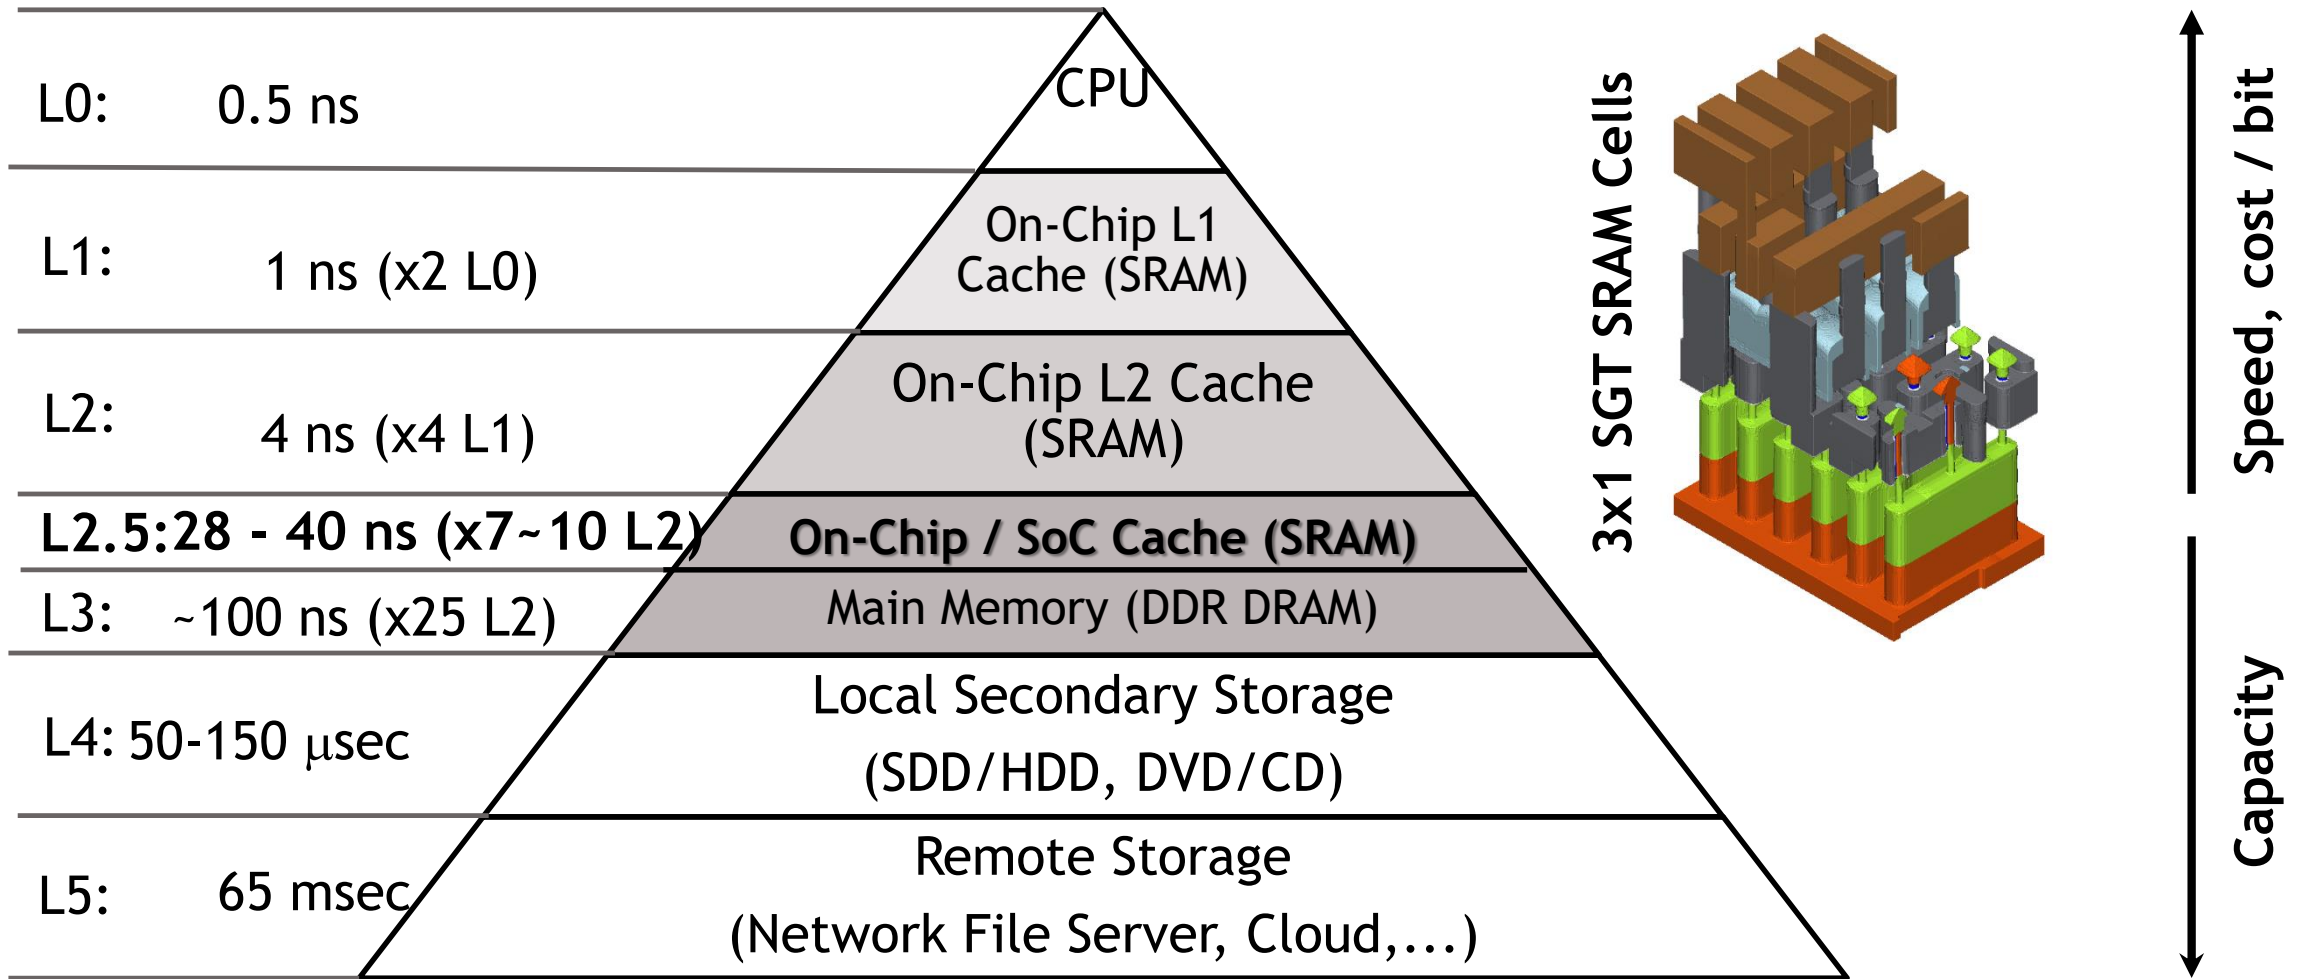 L0: 0.5 ns
CPU
L1: 1 ns (x2 L0)
On-Chip L1
Cache (SRAM)
L2: 4 ns (x4 L1)
On-Chip L2 Cache
(SRAM)
L2.5:28 - 40 ns (x7~10 L2)
On-Chip / SoC Cache (SRAM)
L3: ~100 ns (x25 L2)
Main Memory (DDR DRAM)
L4: 50-150 μsec
Local Secondary Storage
(SDD/HDD, DVD/CD)
L5: 65 msec
Remote Storage
(Network File Server, Cloud,...)
3x1 SGT SRAM Cells
Speed, cost / bit
Capacity